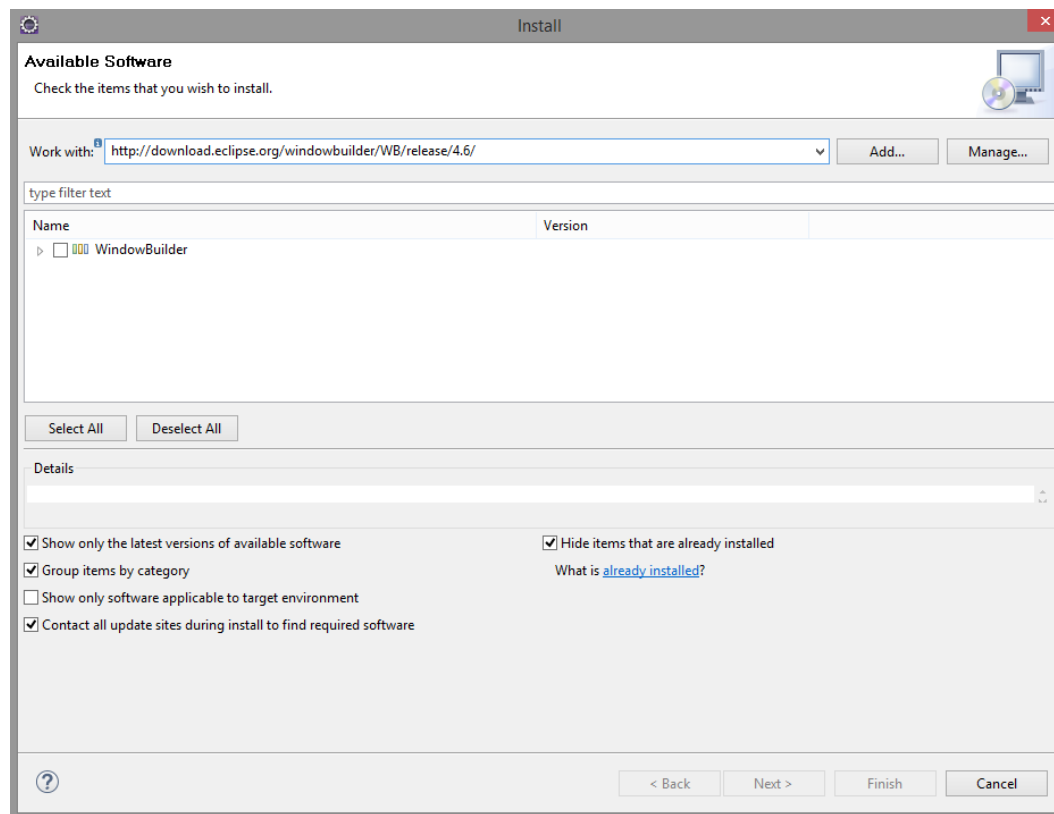 Install
Available Software
Check the items that you wish to install.
Work with: http://download.eclipse.org/windowbuilder/WB/release/4.6/ Add... Manage...
type filter text
Name Version
WindowBuilder
Select All Deselect All
Details
Show only the latest versions of available software Hide items that are already installed
Group items by category What is already installed?
Show only software applicable to target environment
Contact all update sites during install to find required software
? < Back Next > Finish Cancel